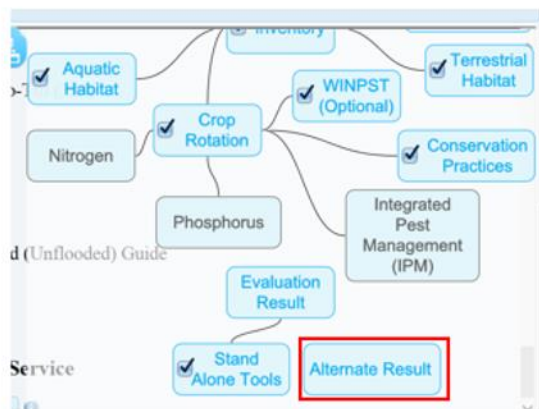 Inventory
Aquatic
Habitat
Terrestrial
Habitat
WINPST
(Optional)
Crop
Rotation
Conservation
Practices
Nitrogen
Phosphorus
Integrated
Pest
Management
(IPM)
d (Unflooded) Guide
Evaluation
Result
Stand
Alone Tools
Alternate Result
Service